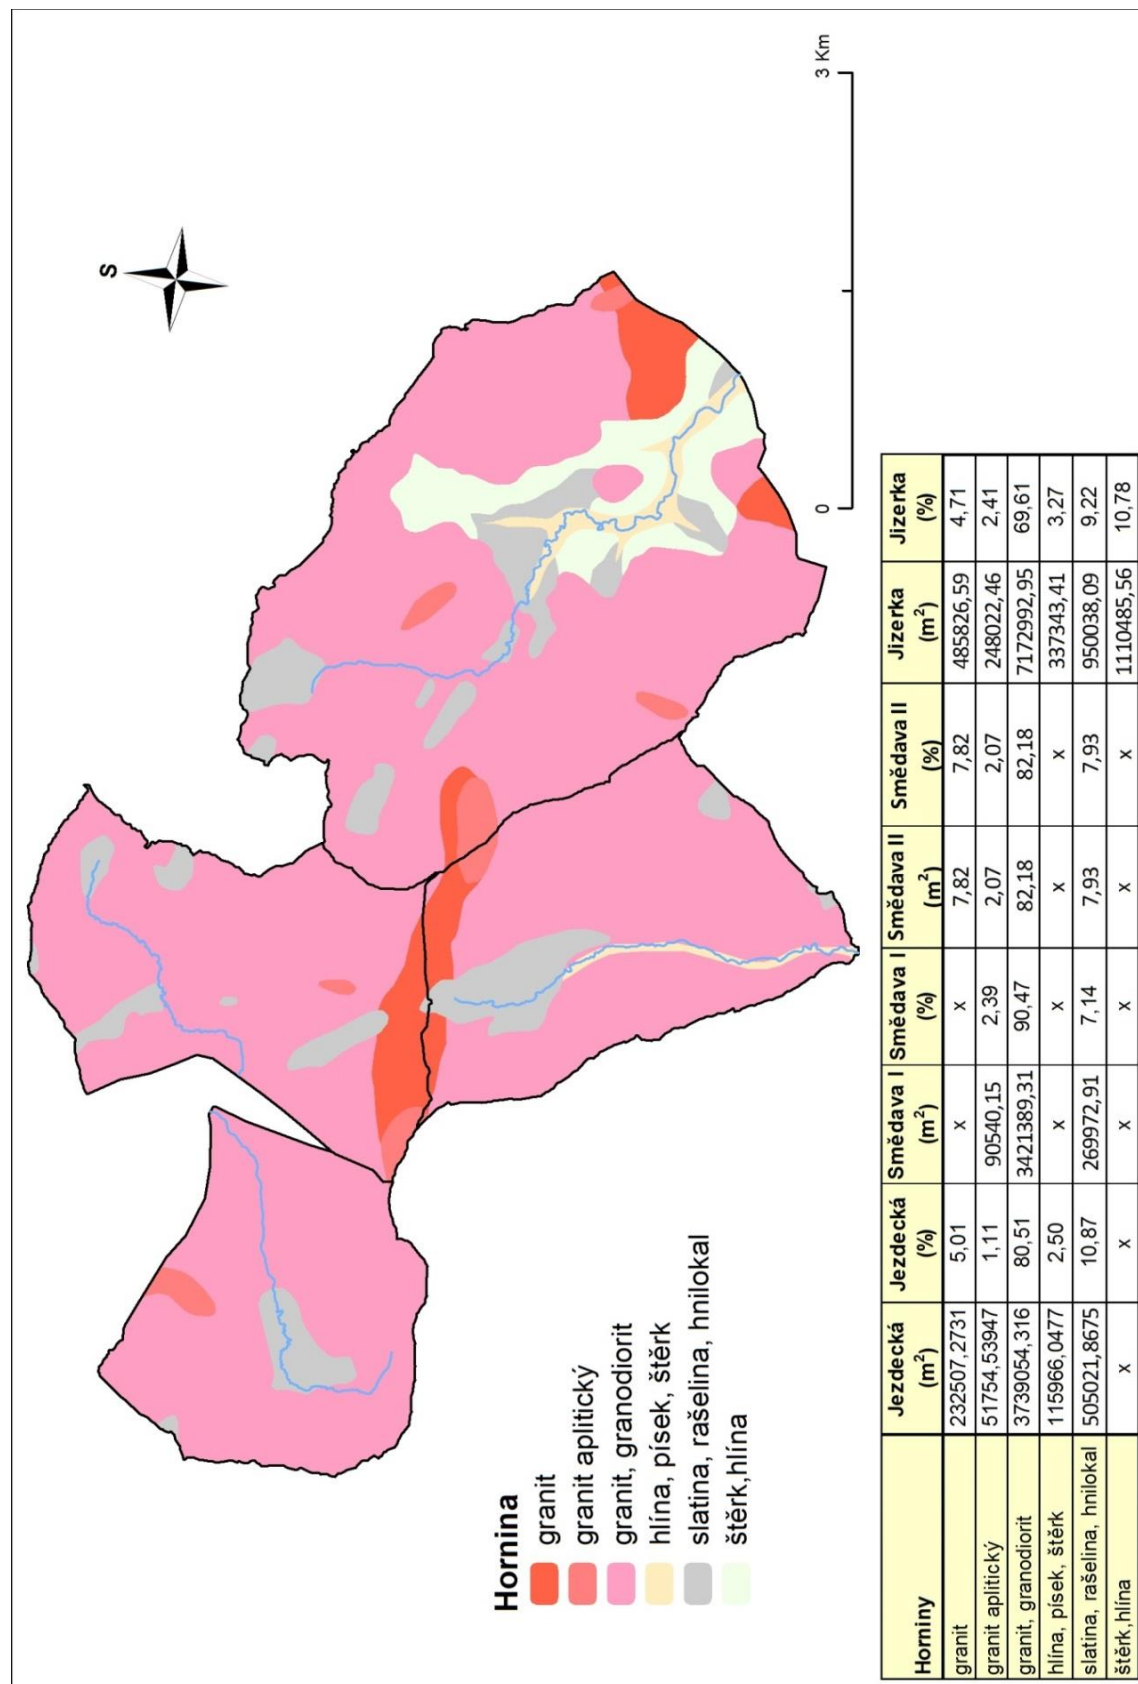 S
3 Km
0
Hornina
granit
granit aplitický
granit, granodiorit
hlína, písek, štěrk
slatina, rašelina, hnilokal
štěrk,hlína
Horniny Jezdecká (m²) Jezdecká (%) Smědava I (m²) Smědava I (%) Smědava II (m²) Smědava II (%) Jizerka (m²) Jizerka (%)
granit 232507,2731 5,01 x x 7,82 7,82 485826,59 4,71
granit aplitický 51754,53947 1,11 90540,15 2,39 2,07 2,07 248022,46 2,41
granit, granodiorit 3739054,316 80,51 3421389,31 90,47 82,18 82,18 7172992,95 69,61
hlína, písek, štěrk 115966,0477 2,50 x x x x 337343,41 3,27
slatina, rašelina, hnilokal 505021,8675 10,87 269972,91 7,14 7,93 7,93 950038,09 9,22
štěrk,hlína x x x x x x 1110485,56 10,78